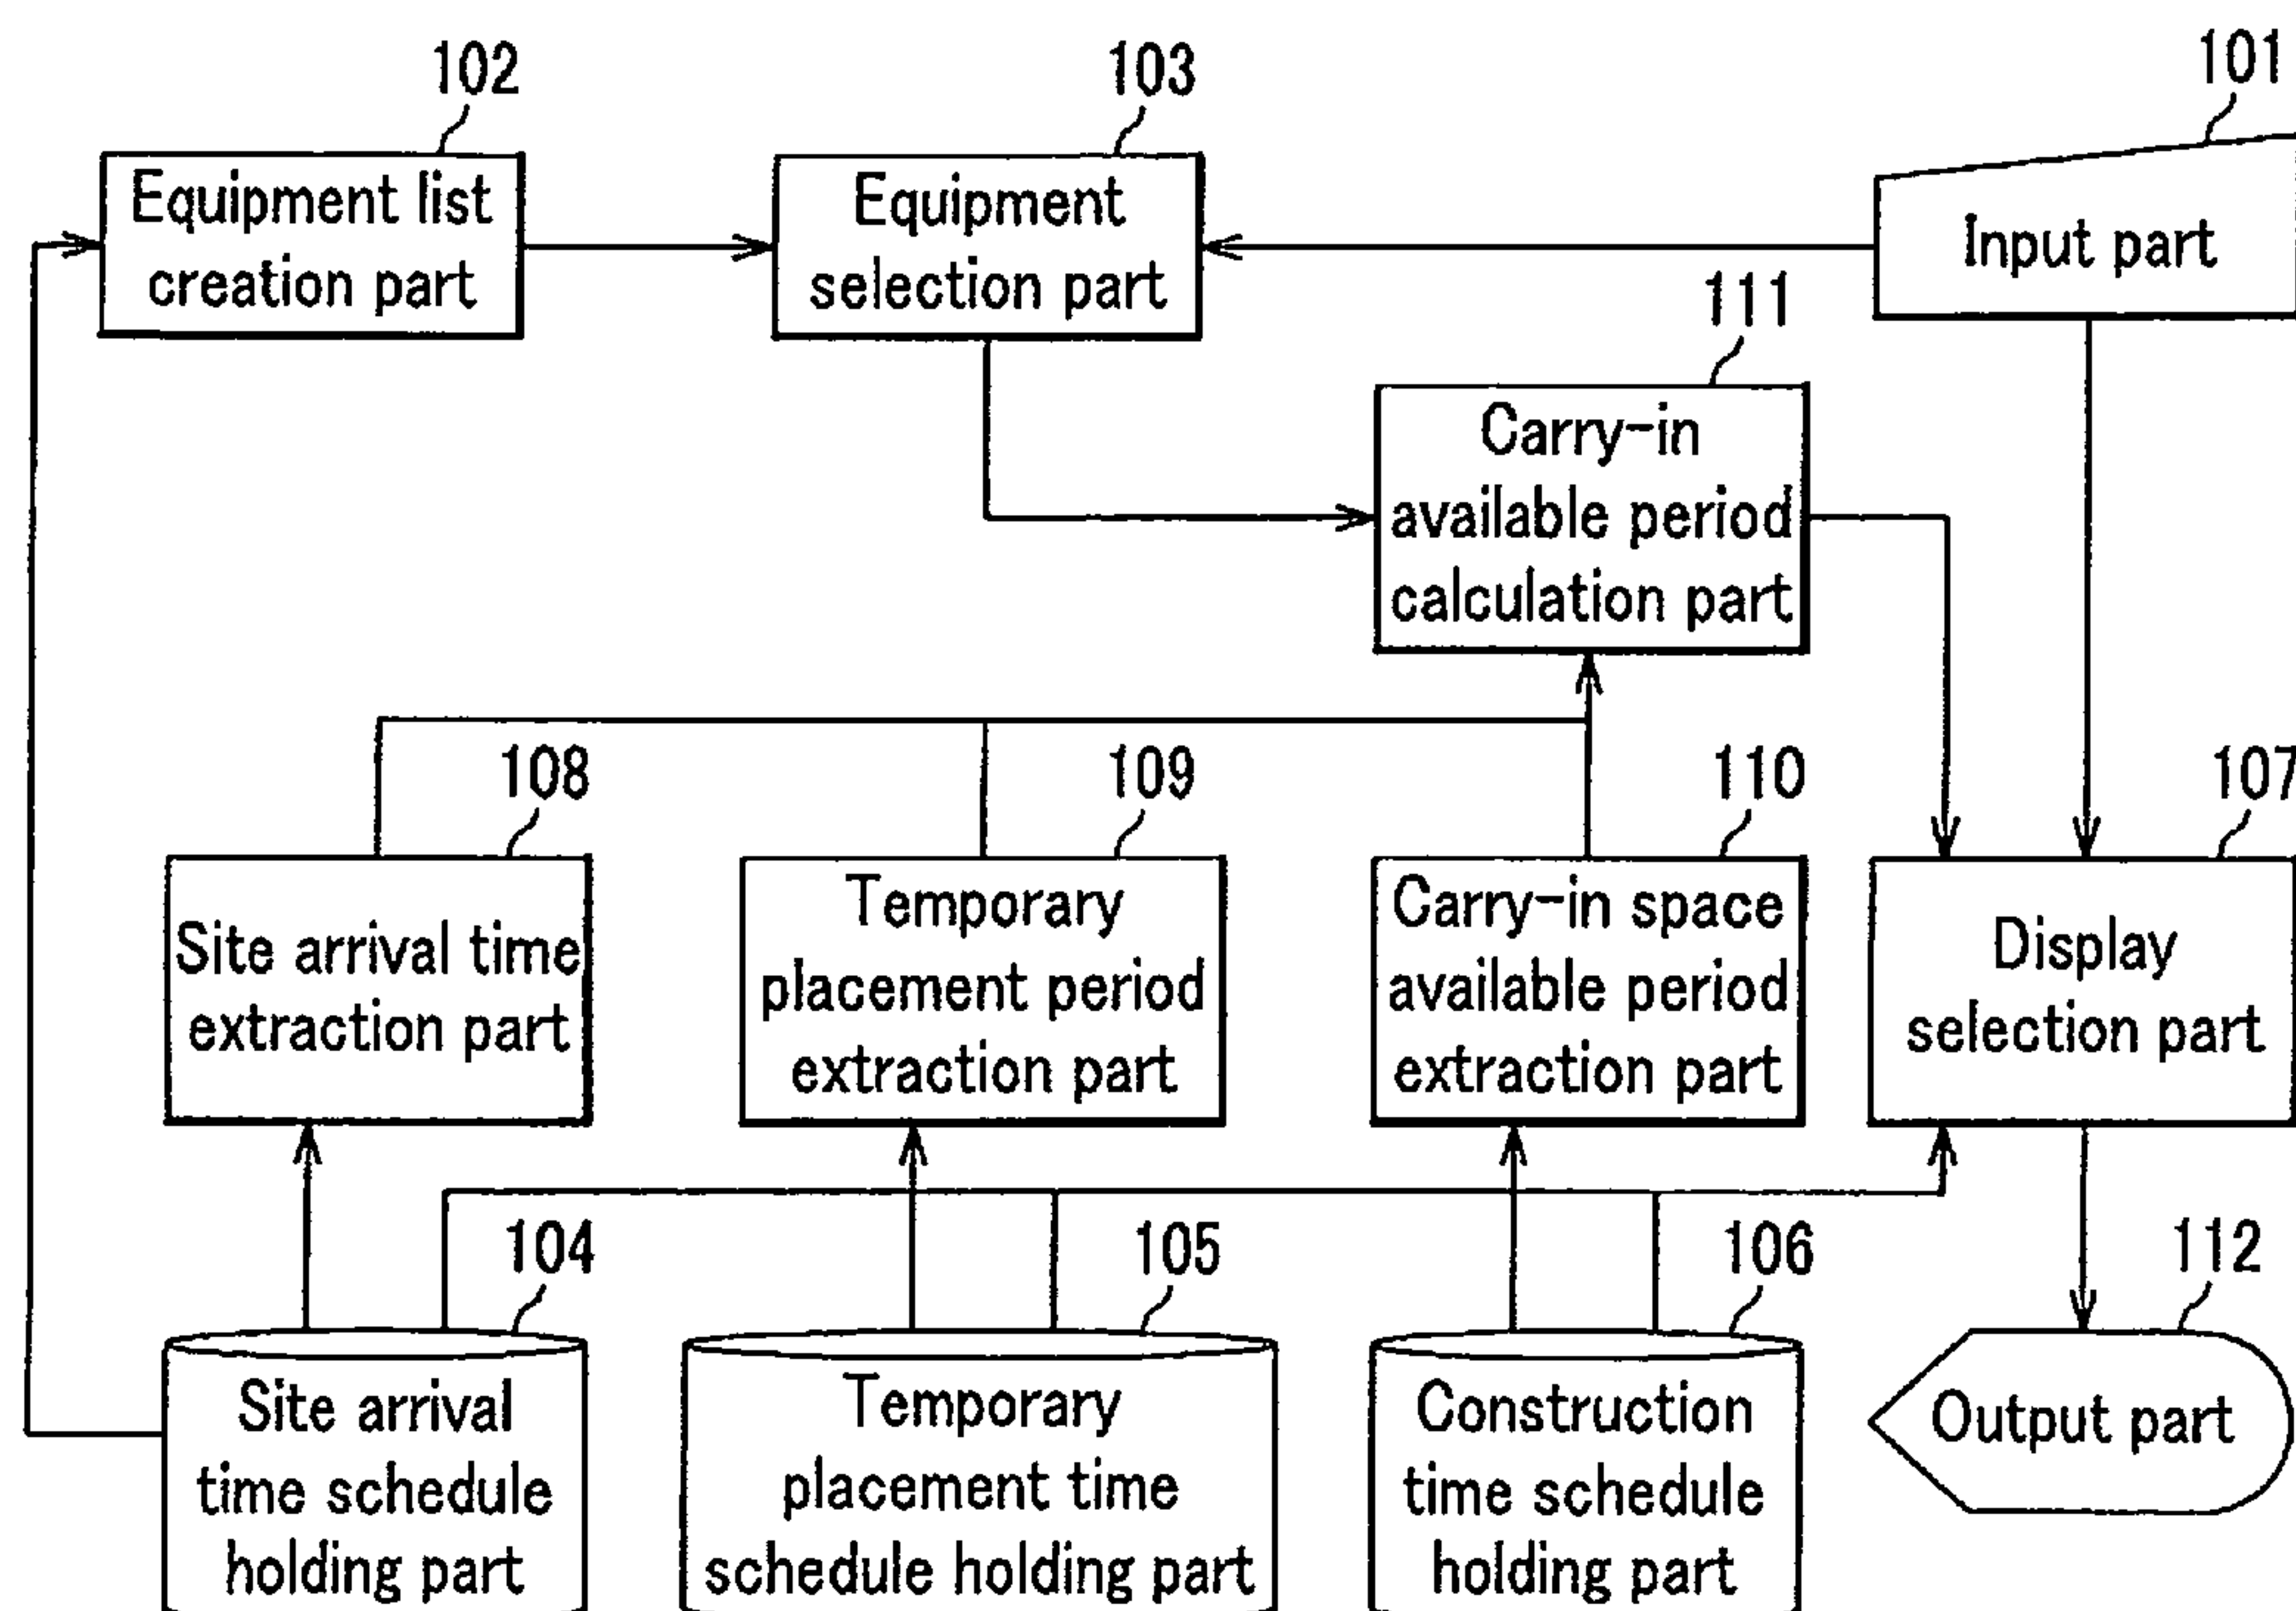 102
Equipment list
creation part
103
Equipment
selection part
101
Input part
111
Carry-in
available period
calculation part
108
Site arrival time
extraction part
109
Temporary
placement period
extraction part
110
Carry-in space
available period
extraction part
107
Display
selection part
104
Site arrival
time schedule
holding part
105
Temporary
placement time
schedule holding part
106
Construction
time schedule
holding part
112
Output part